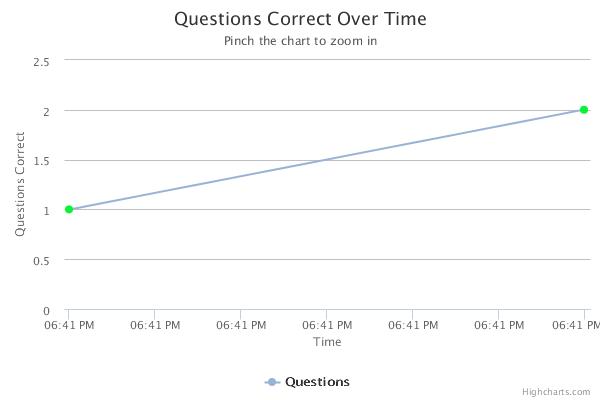 Questions Correct Over Time
Pinch the chart to zoom in
2.5
2
1.5
1
0.5
0
Questions Correct
06:41 PM 06:41 PM 06:41 PM 06:41 PM 06:41 PM 06:41 PM 06:41 PM
Time
Questions
Highcharts.com